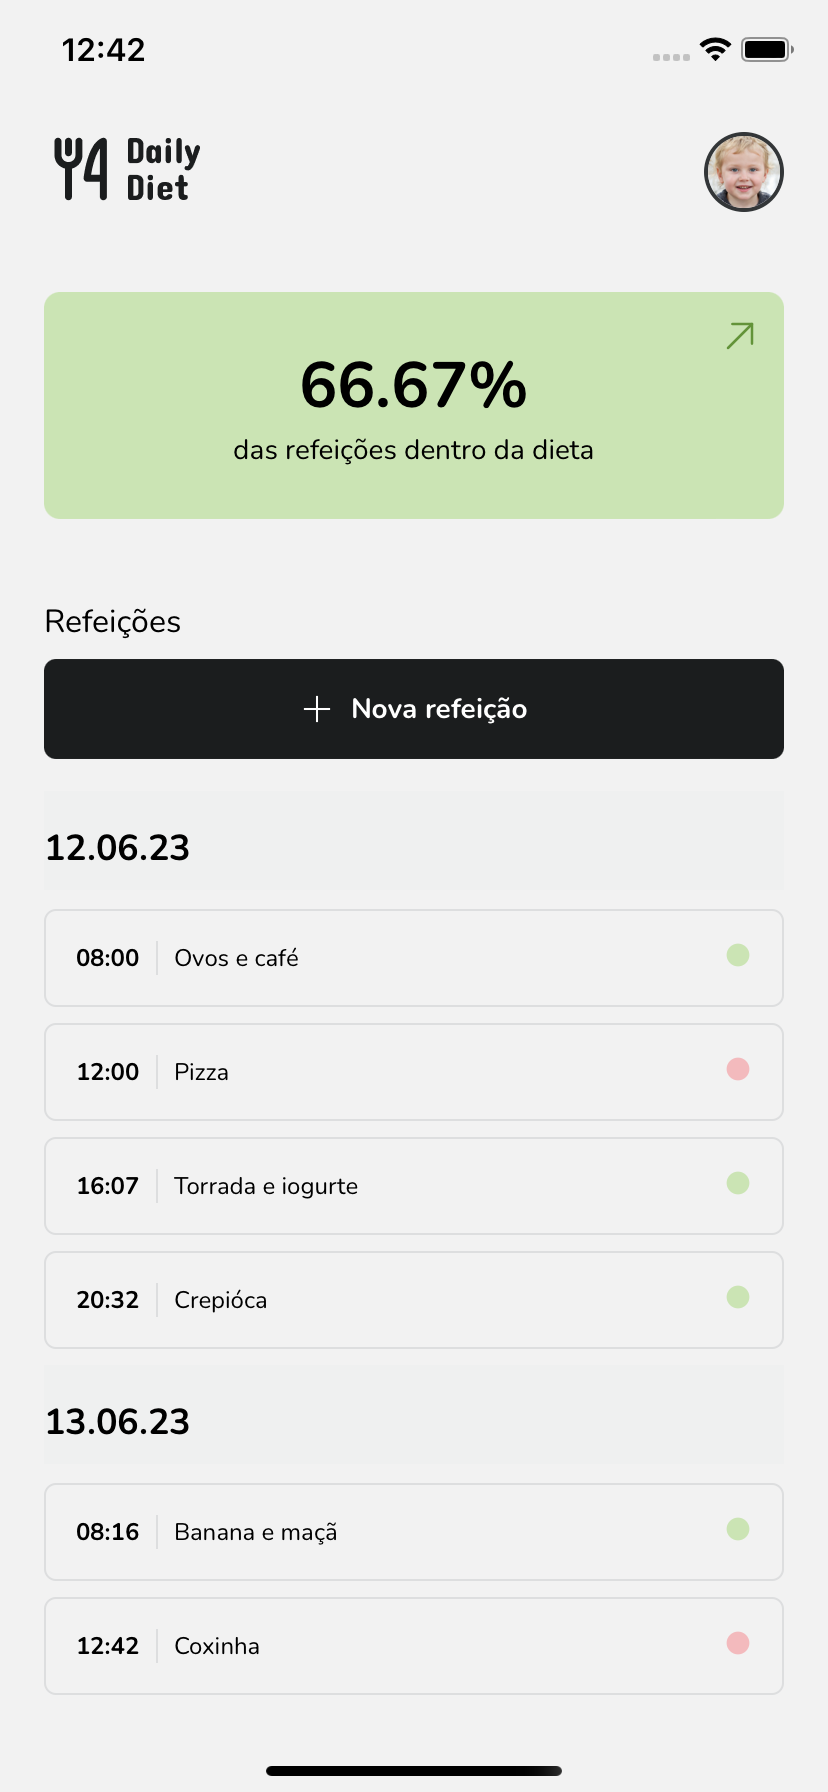 12:42
Daily
Diet
66.67%
das refeições dentro da dieta
Refeições
Nova refeição
12.06.23
08:00 Ovos e café
12:00 Pizza
16:07 Torrada e iogurte
20:32 Crepióca
13.06.23
08:16 Banana e maçã
12:42 Coxinha